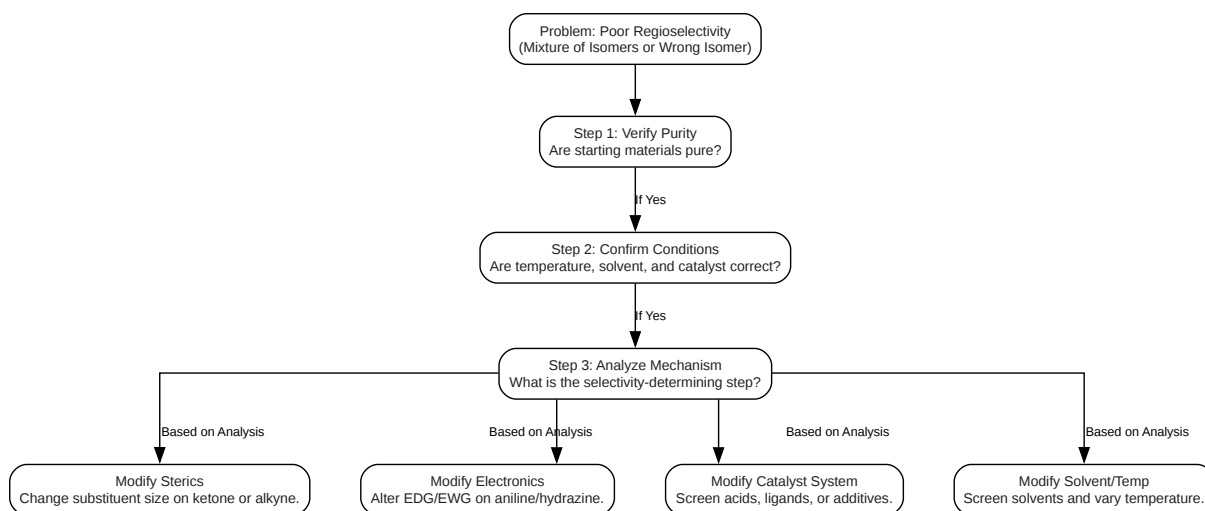 Problem: Poor Regioselectivity
(Mixture of Isomers or Wrong Isomer)
Step 1: Verify Purity
Are starting materials pure?
If Yes
Step 2: Confirm Conditions
Are temperature, solvent, and catalyst correct?
If Yes
Step 3: Analyze Mechanism
What is the selectivity-determining step?
Based on Analysis
Based on Analysis
Based on Analysis
Based on Analysis
Modify Sterics
Change substituent size on ketone or alkyne.
Modify Electronics
Alter EDG/EWG on aniline/hydrazine.
Modify Catalyst System
Screen acids, ligands, or additives.
Modify Solvent/Temp
Screen solvents and vary temperature.